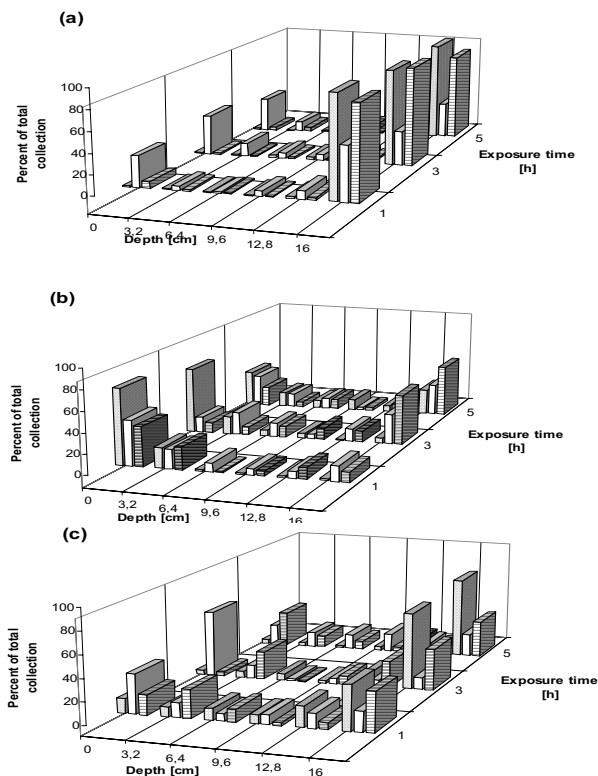 (a)
Percent of total
collection
100
80
60
40
20
0
0
3,2
6,4
9,6
12,8
16
Depth [cm]
1
3
5
Exposure time
[h]
(b)
Percent of total
collection
100
80
60
40
20
0
0
3,2
6,4
9,6
12,8
16
Depth [cm]
1
3
5
Exposure time
[h]
(c)
Percent of total
collection
100
80
60
40
20
0
0
3,2
6,4
9,6
12,8
16
Depth [cm]
1
3
5
Exposure time
[h]